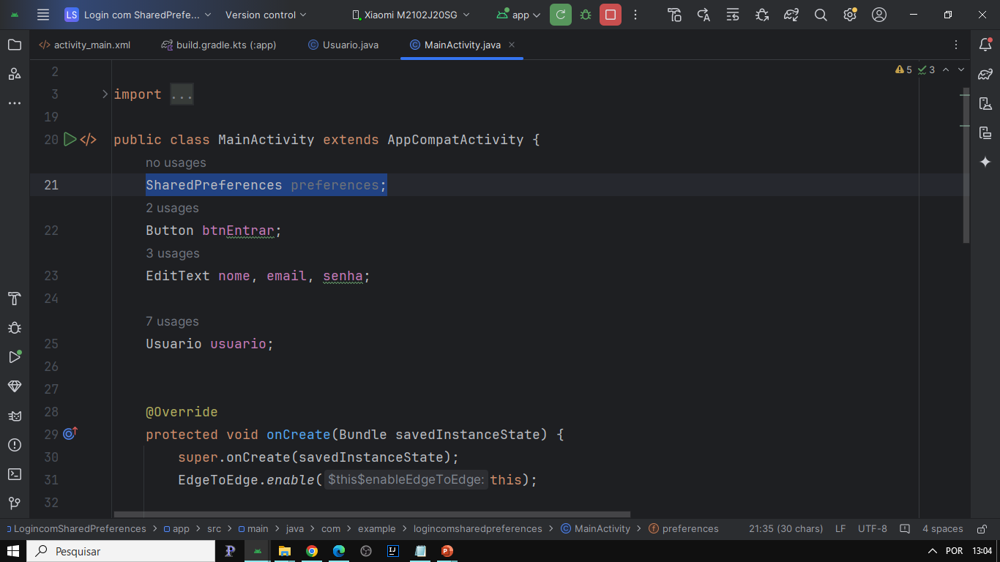 LS Login com SharedPrefe... Version control Xiaomi M2102J20SG app
activity_main.xml build.gradle.kts (:app) Usuario.java MainActivity.java
2
5 3
3 import ...
19
20 public class MainActivity extends AppCompatActivity {
no usages
21 SharedPreferences preferences;
2 usages
22 Button btnEntrar;
3 usages
23 EditText nome, email, senha;
24
7 usages
25 Usuario usuario;
26
27
28 @Override
29 protected void onCreate(Bundle savedInstanceState) {
30 super.onCreate(savedInstanceState);
31 EdgeToEdge.enable( $this$enableEdgeToEdge: this);
32
LogincomSharedPreferences > app > src > main > java > com > example > logincomsharedpreferences > MainActivity > preferences 21:35 (30 chars) LF UTF-8 4 spaces
Pesquisar POR 13:04